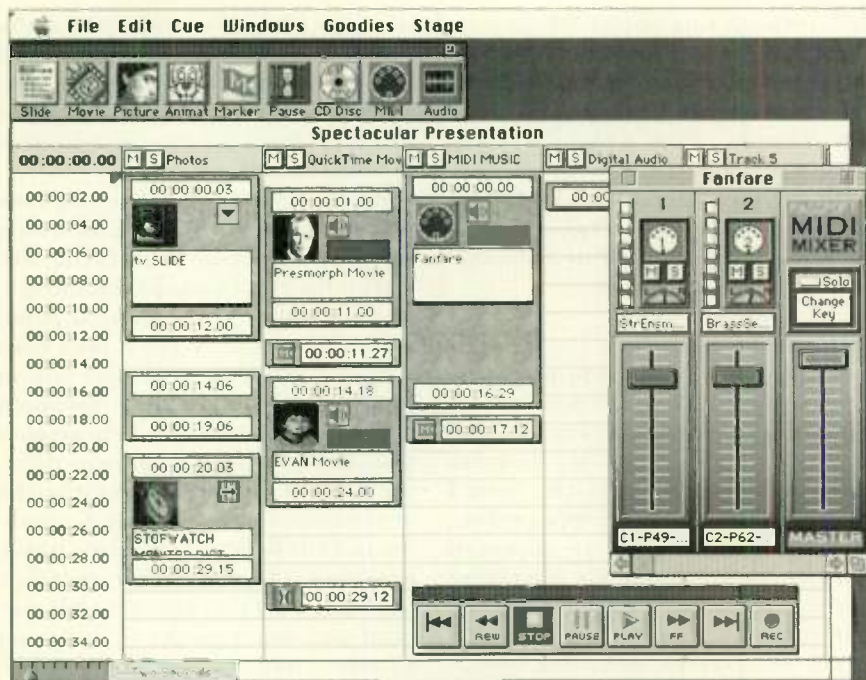 File Edit Cue Windows Goodies Stage
Slide Movie Picture Animat Marker Pause CD Disc MIDI Audio
Spectacular Presentation
00:00:00.00
M S Photos
M S QuickTime Mov
M S MIDI MUSIC
M S Digital Audio
M S Track 5
00:00:02.00
00:00:04.00
00:00:06.00
00:00:08.00
00:00:10.00
00:00:12.00
00:00:14.00
00:00:16.00
00:00:18.00
00:00:20.00
00:00:22.00
00:00:24.00
00:00:26.00
00:00:28.00
00:00:30.00
00:00:32.00
00:00:34.00
00:00:00.03
tv SLIDE
00:00:12.00
00:00:14.06
00:00:19.06
00:00:20.03
STOPWATCH
00:00:29.15
00:00:01.00
Presmorph Movie
00:00:11.00
00:00:11.27
00:00:14.18
EVAN Movie
00:00:24.00
00:00:29.12
00:00:00.00
Fanfare
00:00:16.29
00:00:17.12
00:00
Fanfare
1
2
MIDI
MIXER
1
2
M S
M S
Solo
Change
Key
StrEnsm
BrassSe
C1-P49-...
C2-P62-
MASTER
REW STOP PAUSE PLAY FF REC
Two Seconds